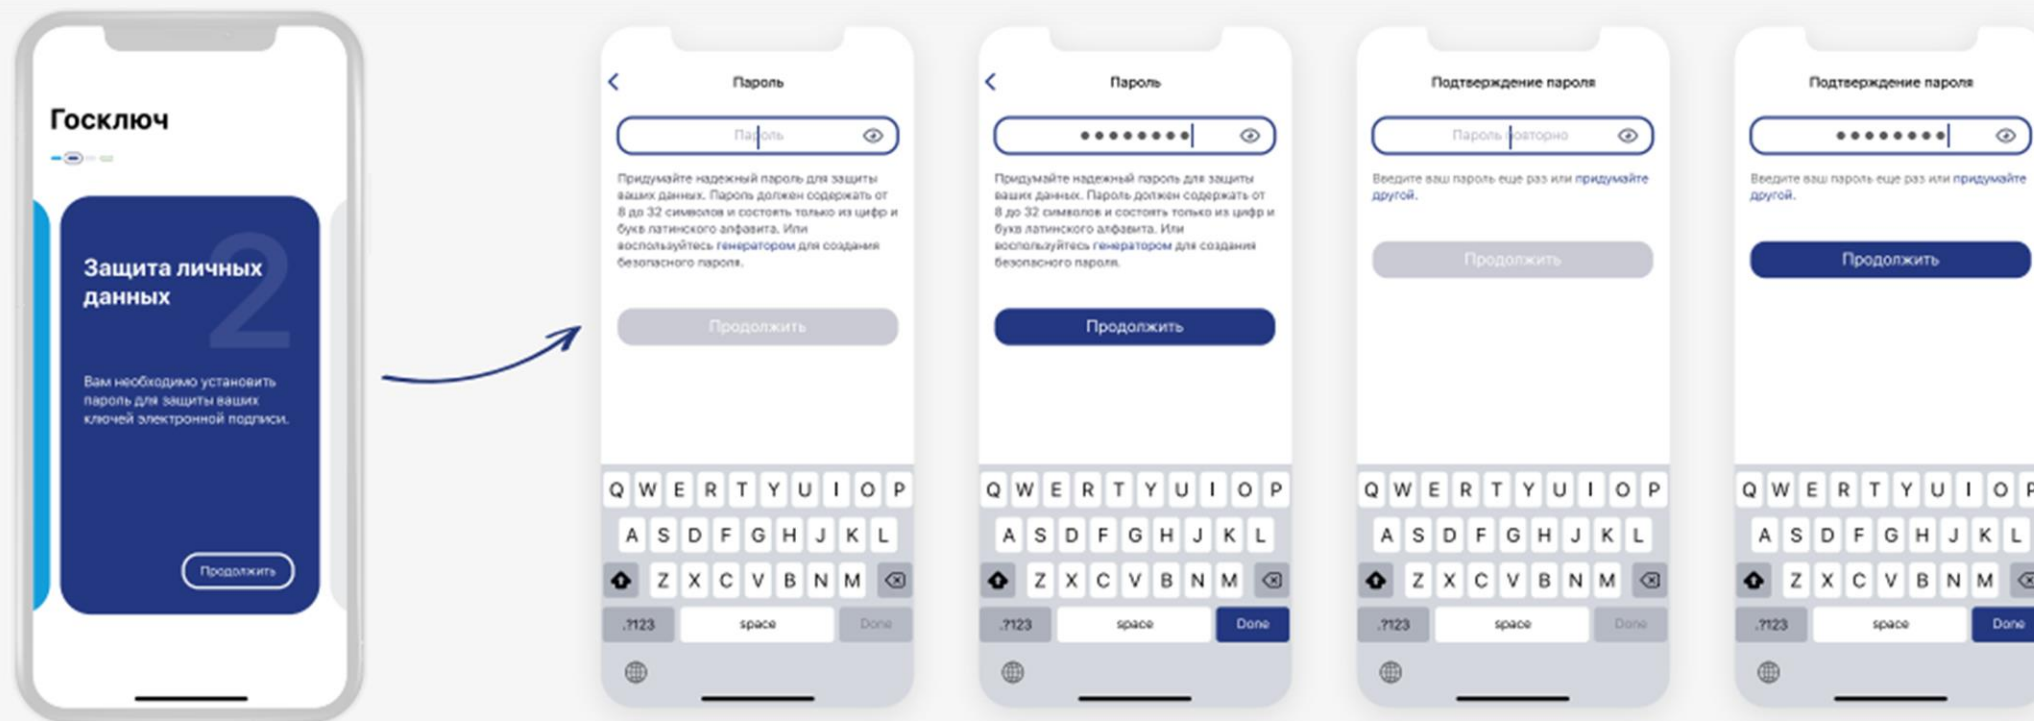 Госключ
2
Защита личных
данных
Вам необходимо установить
пароль для защиты ваших
ключей электронной подписи.
Продолжить
Пароль
Пароль
Придумайте надежный пароль для защиты
ваших данных. Пароль должен содержать от
8 до 32 символов и состоять только из цифр и
букв латинского алфавита. Или
воспользуйтесь генератором для создания
безопасного пароля.
Продолжить
Q W E R T Y U I O P
A S D F G H J K L
Z X C V B N M
.?123 space Done
Пароль
Придумайте надежный пароль для защиты
ваших данных. Пароль должен содержать от
8 до 32 символов и состоять только из цифр и
букв латинского алфавита. Или
воспользуйтесь генератором для создания
безопасного пароля.
Продолжить
Q W E R T Y U I O P
A S D F G H J K L
Z X C V B N M
.?123 space Done
Подтверждение пароля
Пароль повторно
Введите ваш пароль еще раз или придумайте
другой.
Продолжить
Q W E R T Y U I O P
A S D F G H J K L
Z X C V B N M
.?123 space Done
Подтверждение пароля
Введите ваш пароль еще раз или придумайте
другой.
Продолжить
Q W E R T Y U I O P
A S D F G H J K L
Z X C V B N M
.?123 space Done